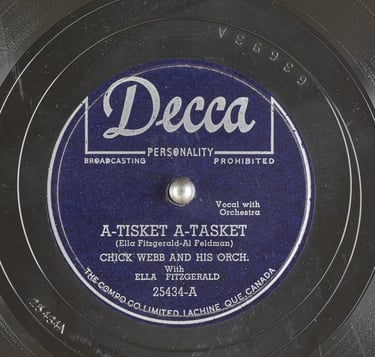 63693A
Decca
PERSONALITY
BROADCASTING PROHIBITED
Vocal with
Orchestra
A-TISKET A-TASKET
(Ella Fitzgerald-Al Feldman)
CHICK WEBB AND HIS ORCH.
With
ELLA FITZGERALD
25434-A
THE COMPO CO. LIMITED, LACHINE, QUE. CANADA
25434A